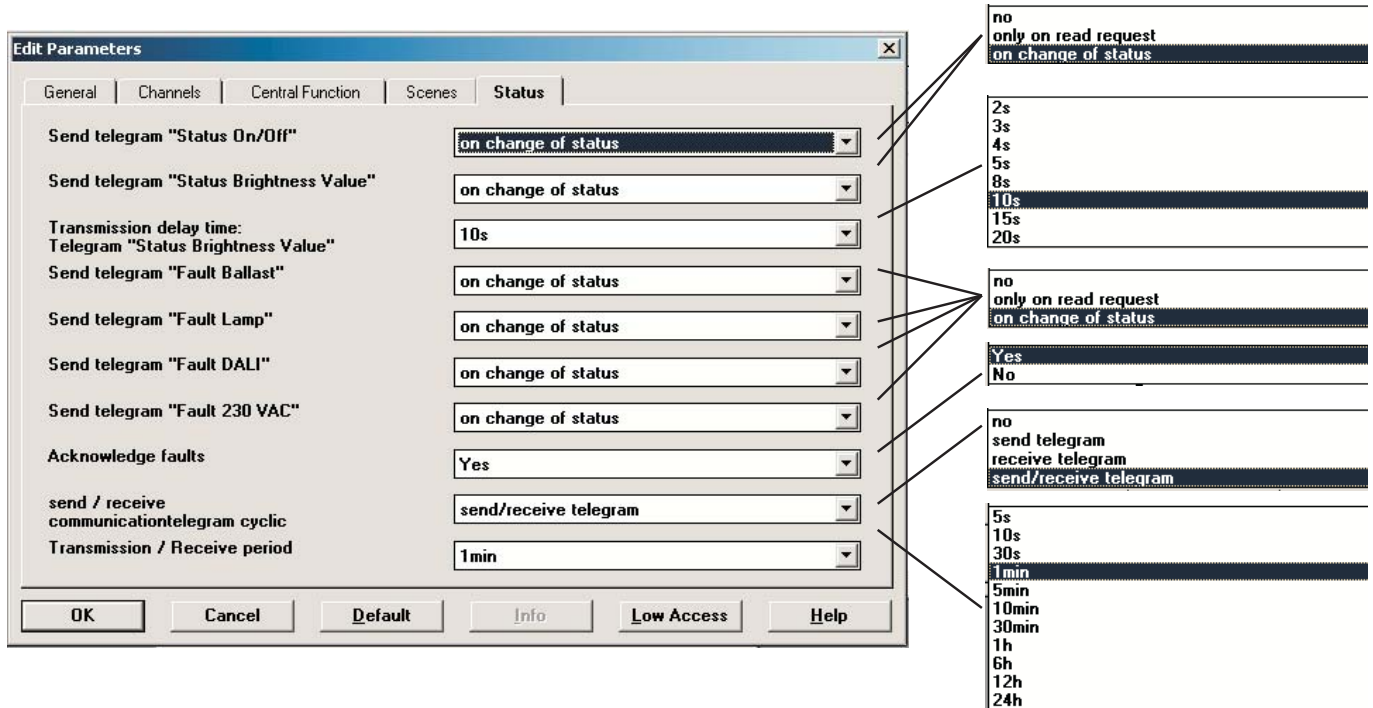 Edit Parameters
General
Channels
Central Function
Scenes
Status
Send telegram "Status On/Off"
on change of status
Send telegram "Status Brightness Value"
on change of status
Transmission delay time:
Telegram "Status Brightness Value"
10s
Send telegram "Fault Ballast"
on change of status
Send telegram "Fault Lamp"
on change of status
Send telegram "Fault DALI"
on change of status
Send telegram "Fault 230 VAC"
on change of status
Acknowledge faults
Yes
send / receive
communicationtelegram cyclic
send/receive telegram
Transmission / Receive period
1min
OK
Cancel
Default
Info
Low Access
Help
no
only on read request
on change of status
2s
3s
4s
5s
8s
10s
15s
20s
no
only on read request
on change of status
Yes
No
no
send telegram
receive telegram
send/receive telegram
5s
10s
30s
1min
5min
10min
30min
1h
6h
12h
24h